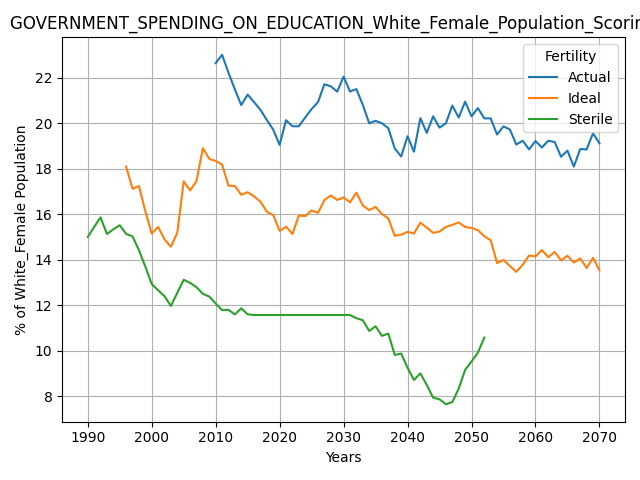 GOVERNMENT_SPENDING_ON_EDUCATION_White_Female_Population_Scorin
Fertility
Actual
Ideal
Sterile
% of White_Female Population
22
20
18
16
14
12
10
8
1990 2000 2010 2020 2030 2040 2050 2060 2070
Years